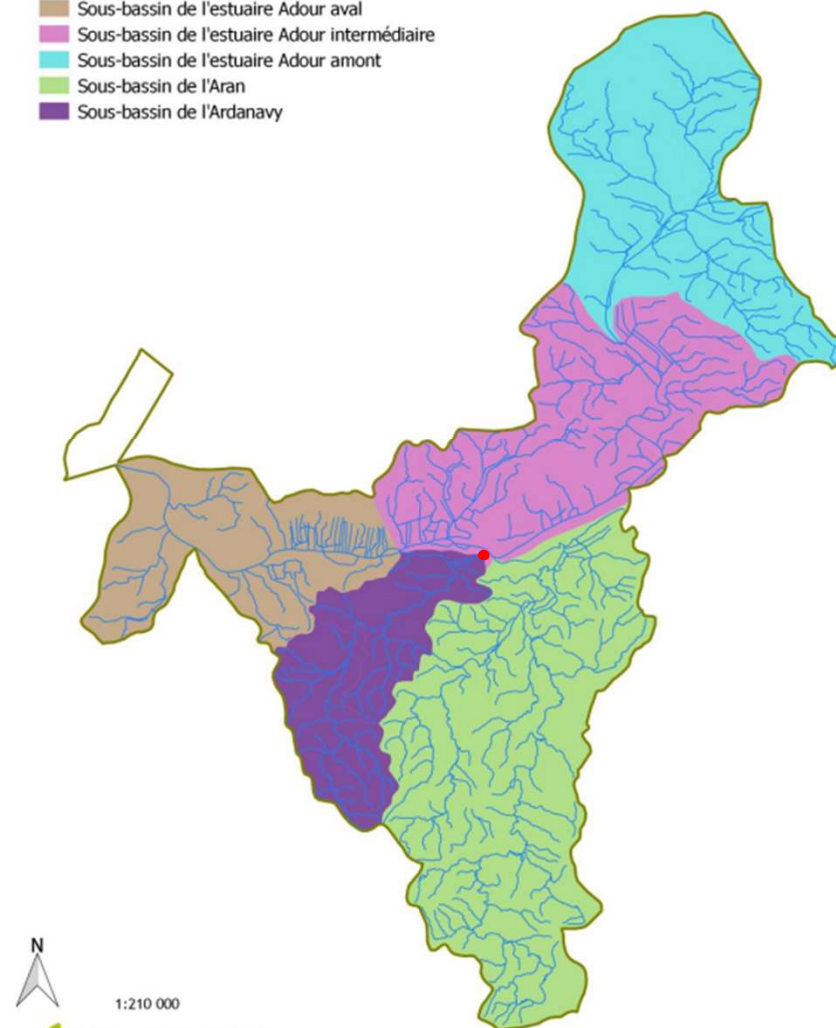 Sous-bassin de l'estuaire Adour aval
Sous-bassin de l'estuaire Adour intermédiaire
Sous-bassin de l'estuaire Adour amont
Sous-bassin de l'Aran
Sous-bassin de l'Ardanavy
N
1:210 000